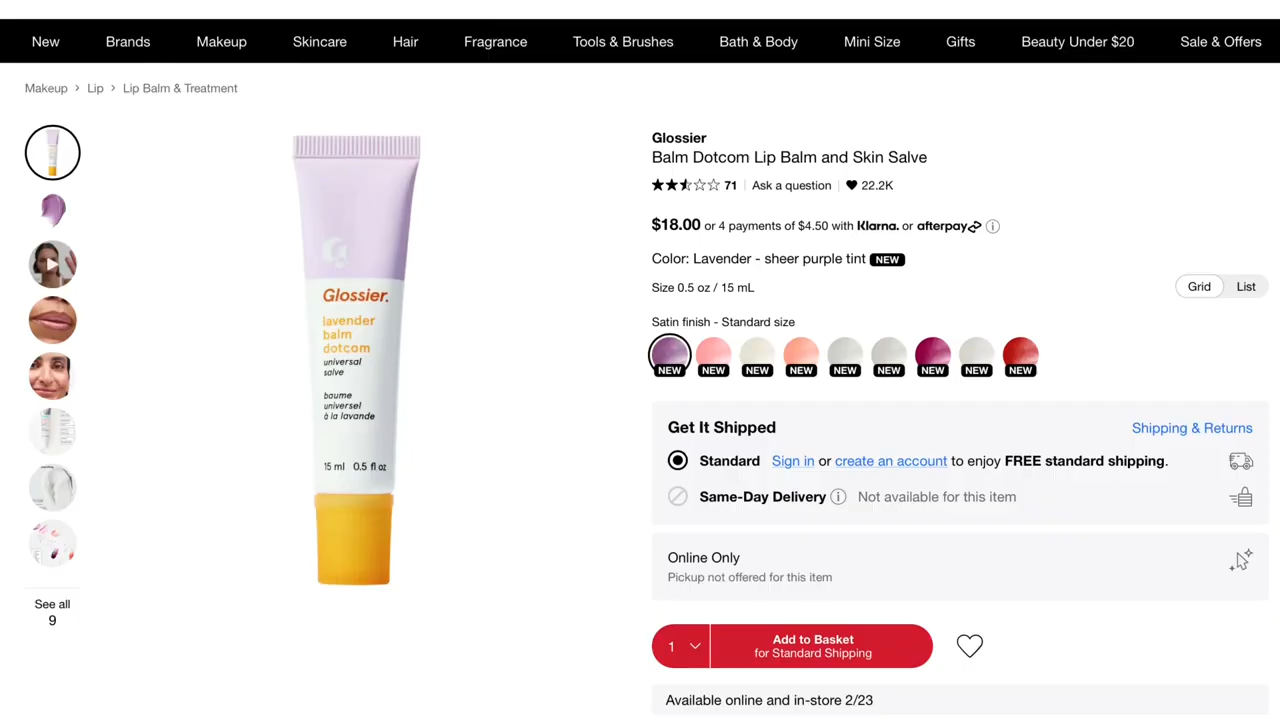 New Brands Makeup Skincare Hair Fragrance Tools & Brushes Bath & Body Mini Size Gifts Beauty Under $20 Sale & Offers
Makeup > Lip > Lip Balm & Treatment
See all
9
Glossier.
lavender
balm
dotcom
universal
salve
baume
universel
à la lavande
15 ml 0.5 fl oz
Glossier
Balm Dotcom Lip Balm and Skin Salve
71 Ask a question 22.2K
$18.00 or 4 payments of $4.50 with Klarna. or afterpay
Color: Lavender - sheer purple tint NEW
Size 0.5 oz / 15 mL
Grid List
Satin finish - Standard size
NEW NEW NEW NEW NEW NEW NEW NEW NEW
Get It Shipped Shipping & Returns
Standard Sign in or create an account to enjoy FREE standard shipping.
Same-Day Delivery Not available for this item
Online Only
Pickup not offered for this item
1 Add to Basket
for Standard Shipping
Available online and in-store 2/23